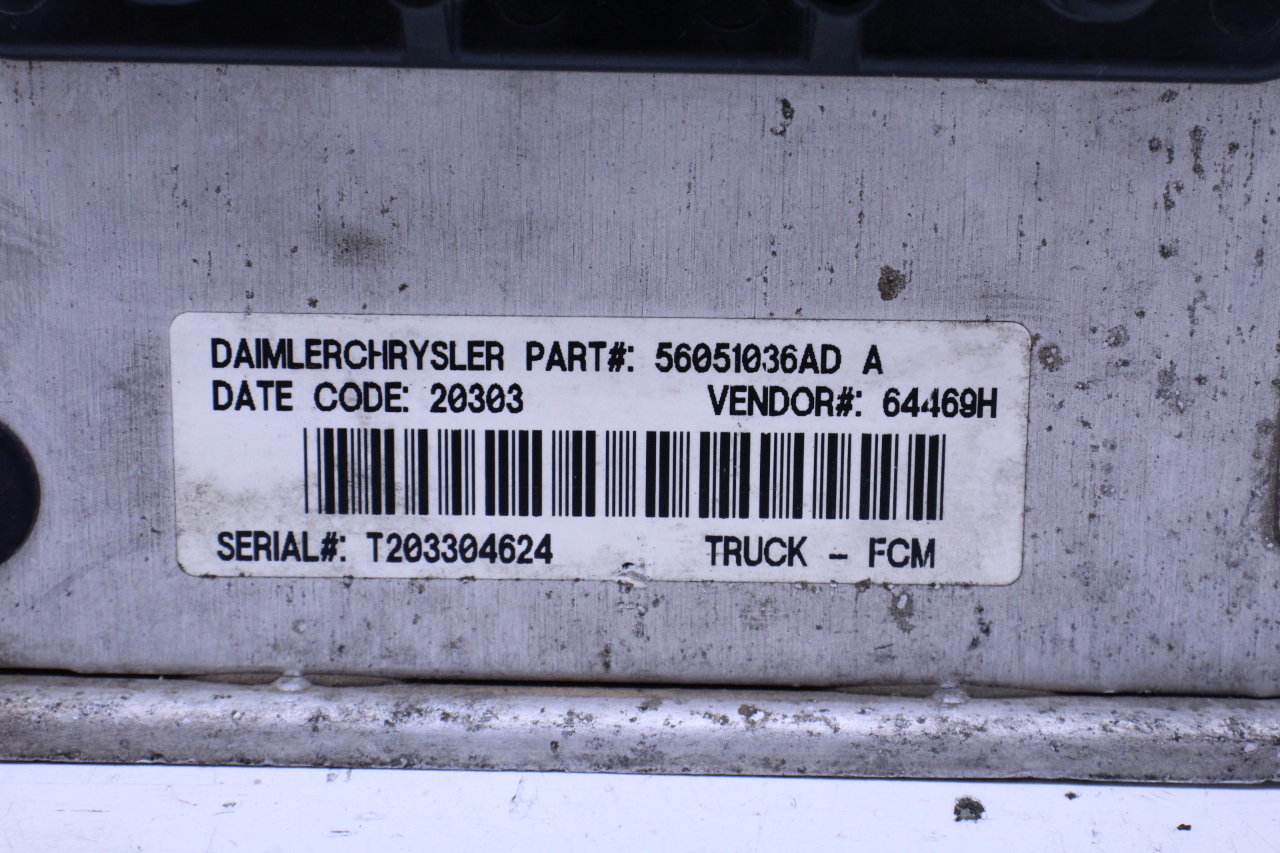 DAIMLERCHRYSLER PART#: 56051036AD A
DATE CODE: 20303 VENDOR#: 64469H
SERIAL#: T203304624 TRUCK - FCM